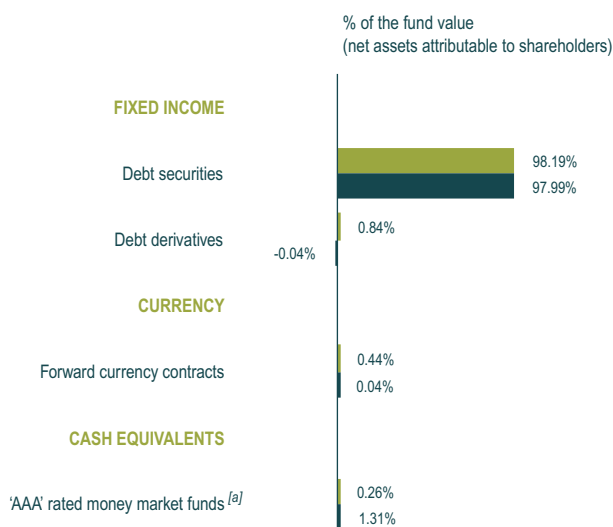 % of the fund value
(net assets attributable to shareholders)
FIXED INCOME
Debt securities
98.19%
97.99%
Debt derivatives
0.84%
-0.04%
CURRENCY
Forward currency contracts
0.44%
0.04%
CASH EQUIVALENTS
‘AAA’ rated money market funds [a]
0.26%
1.31%